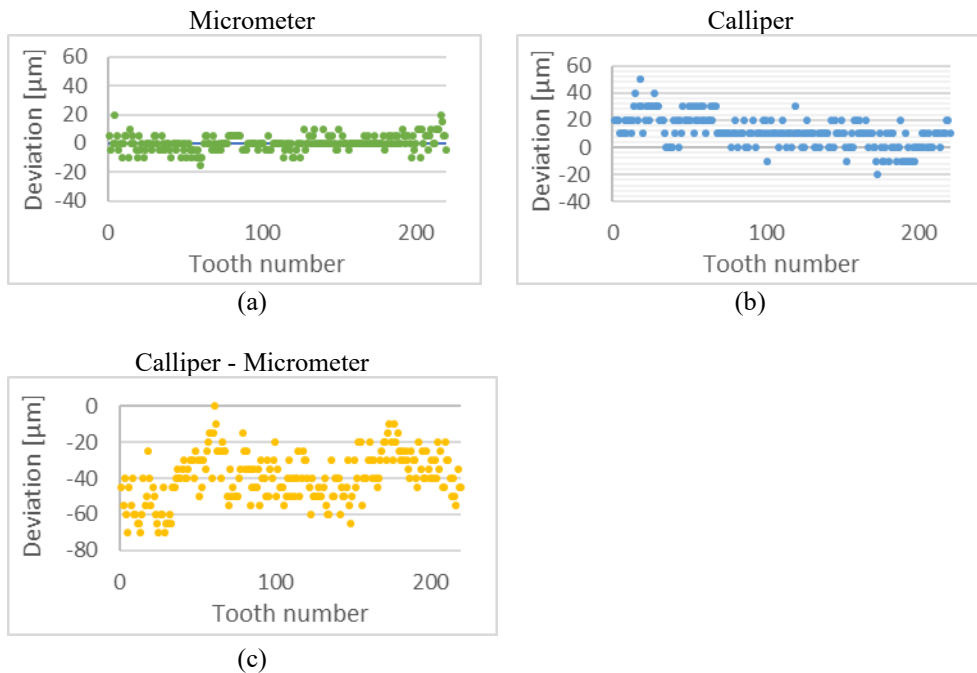 Micrometer
Deviation [µm]
60
40
20
0
-20
-40
0 100 200
Tooth number
(a)
Calliper
Deviation [µm]
60
40
20
0
-20
-40
0 100 200
Tooth number
(b)
Calliper - Micrometer
Deviation [µm]
0
-20
-40
-60
-80
0 100 200
Tooth number
(c)